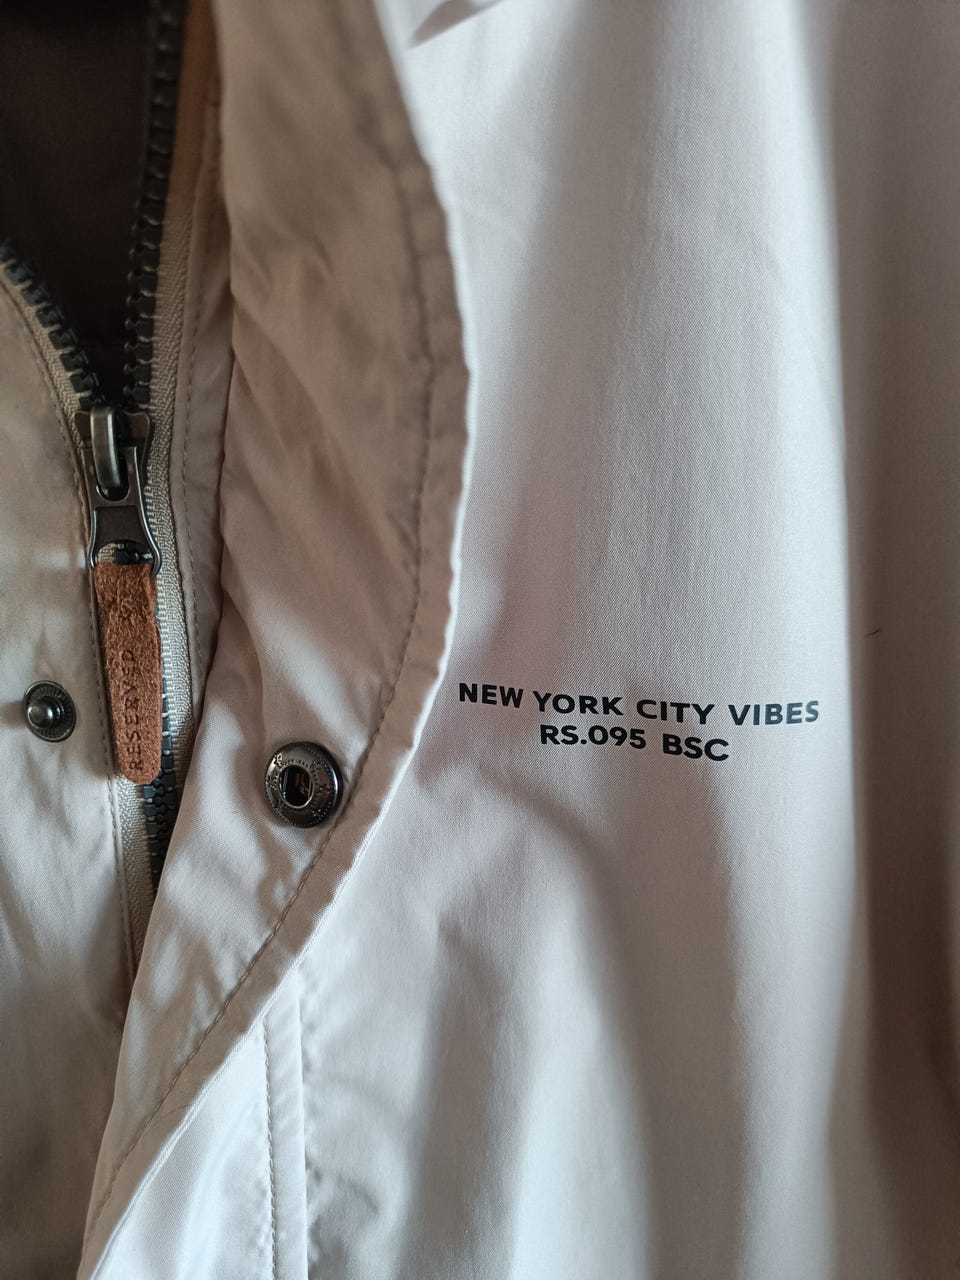 NEW YORK CITY VIBES
RS.095 BSC
RESERVED